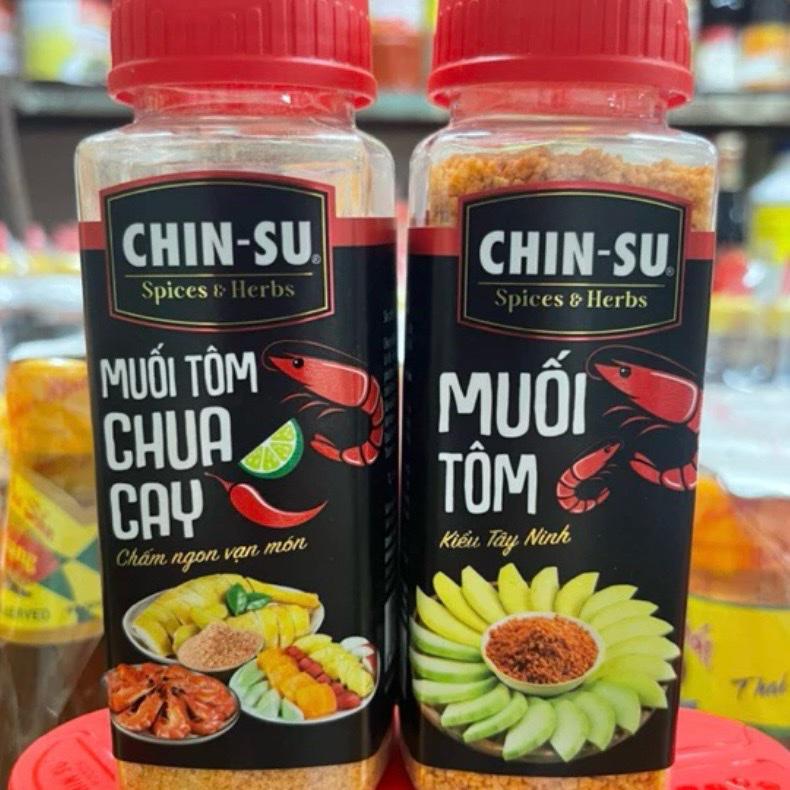 CHIN-SU®
Spices & Herbs
MUỐI TÔM
CHUA
CAY
Chấm ngon vạn món
CHIN-SU®
Spices & Herbs
MUỐI
TÔM
Kiểu Tây Ninh